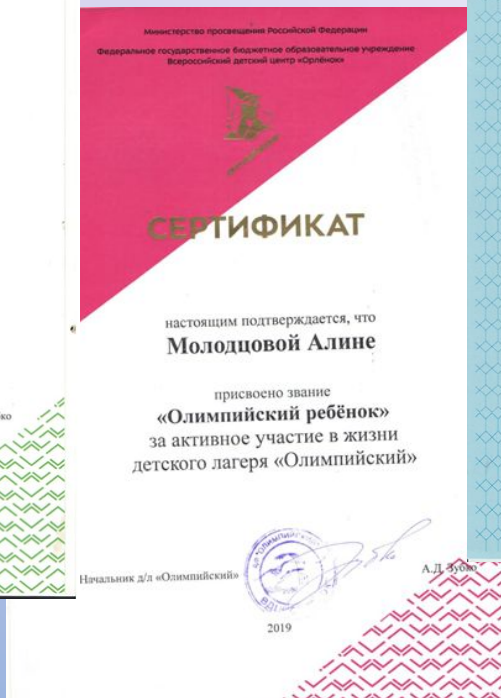 Министерство просвещения Российской Федерации
Федеральное государственное бюджетное образовательное учреждение
Всероссийский детский центр «Орлёнок»
СЕРТИФИКАТ
настоящим подтверждается, что
Молодцовой Алине
присвоено звание
«Олимпийский ребёнок»
за активное участие в жизни
детского лагеря «Олимпийский»
ко
Начальник д/л «Олимпийский»
А.Д. Зубко
2019